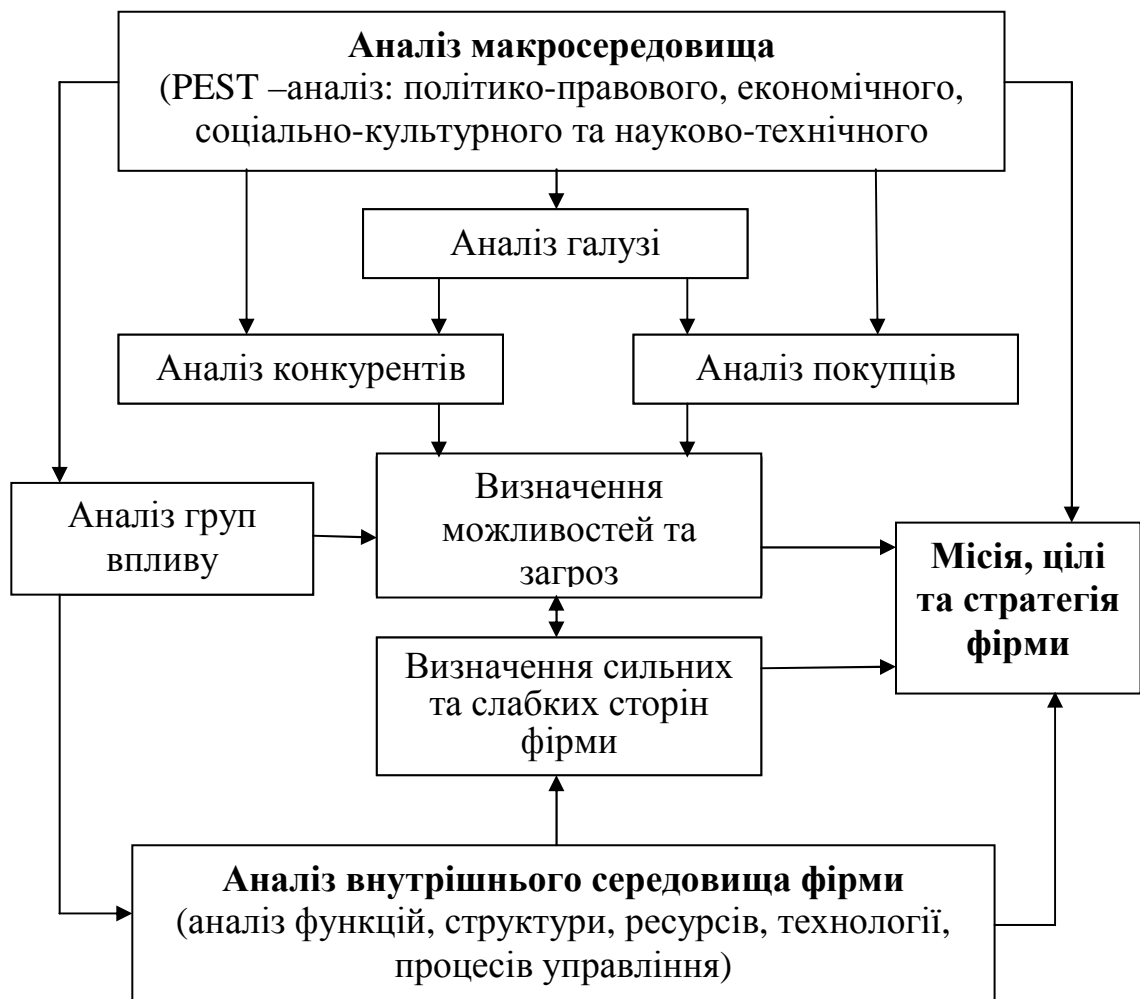 Аналіз макросередовища
(PEST –аналіз: політико-правового, економічного,
соціально-культурного та науково-технічного
Аналіз галузі
Аналіз конкурентів
Аналіз покупців
Аналіз груп
впливу
Визначення
можливостей та
загроз
Місія, цілі
та стратегія
фірми
Визначення сильних
та слабких сторін
фірми
Аналіз внутрішнього середовища фірми
(аналіз функцій, структури, ресурсів, технології,
процесів управління)